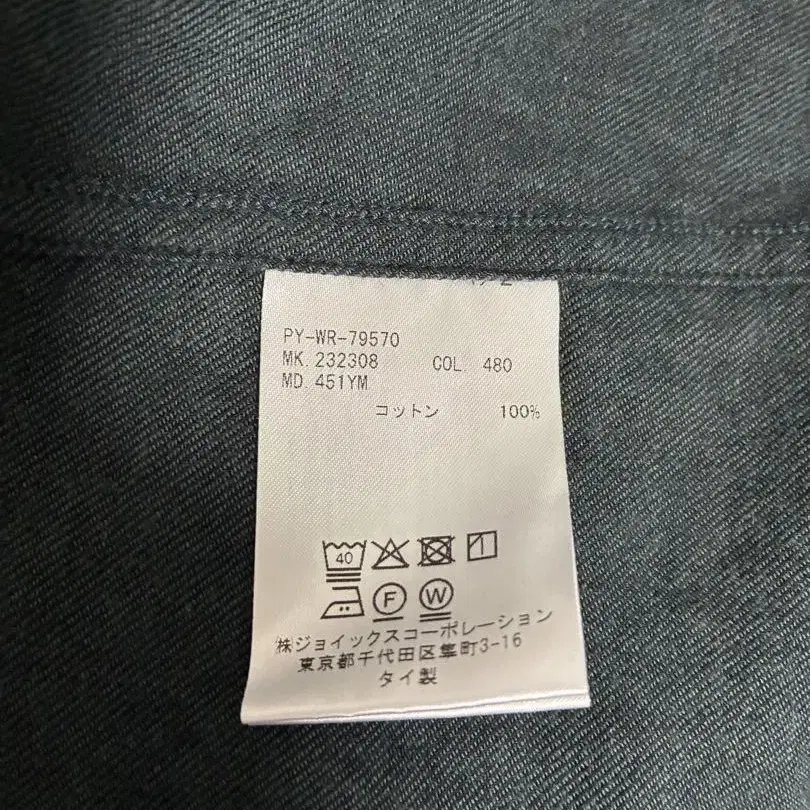 PY-WR-79570
MK. 232308 COL. 480
MD. 451YM
コットン 100%
40
F W
㈱ジョイックスコーポレーション
東京都千代田区隼町3-16
タイ製